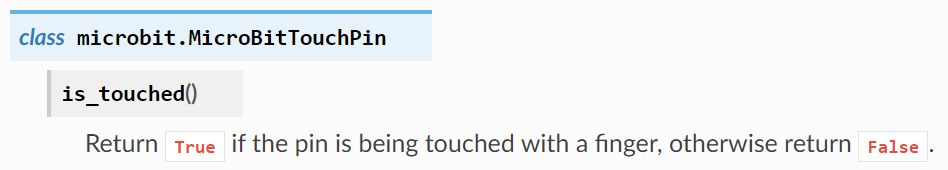 class microbit.MicroBitTouchPin
is_touched()
Return True if the pin is being touched with a finger, otherwise return False.